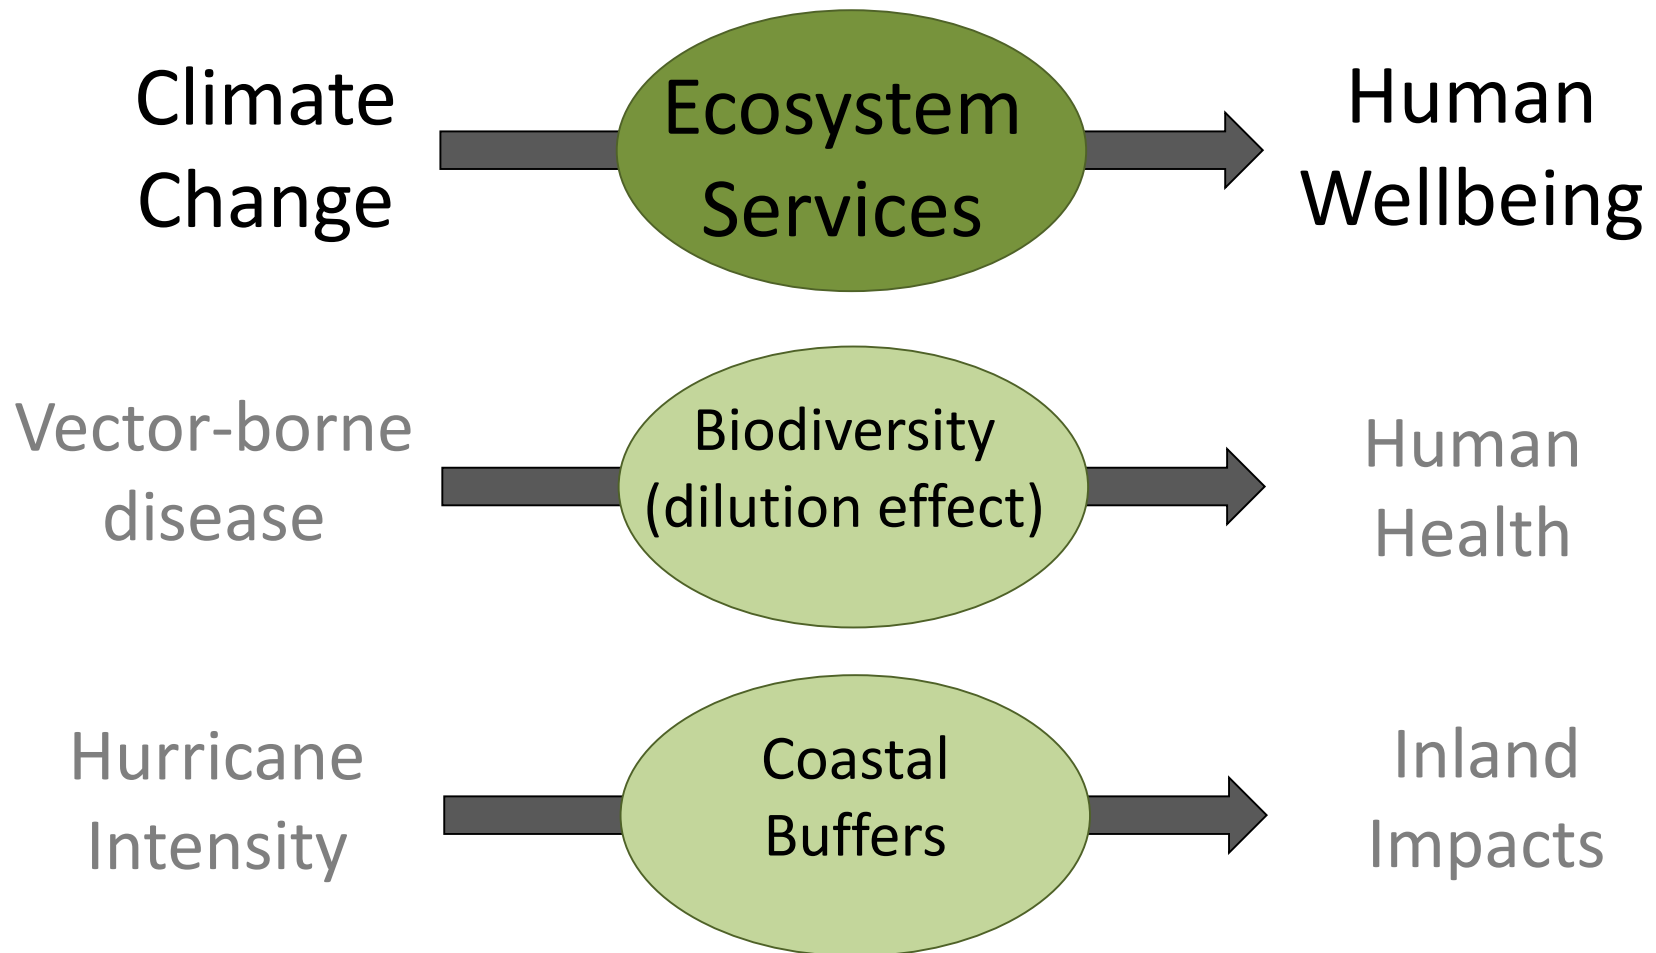 Climate
Change
Ecosystem
Services
Human
Wellbeing
Vector-borne
disease
Biodiversity
(dilution effect)
Human
Health
Hurricane
Intensity
Coastal
Buffers
Inland
Impacts